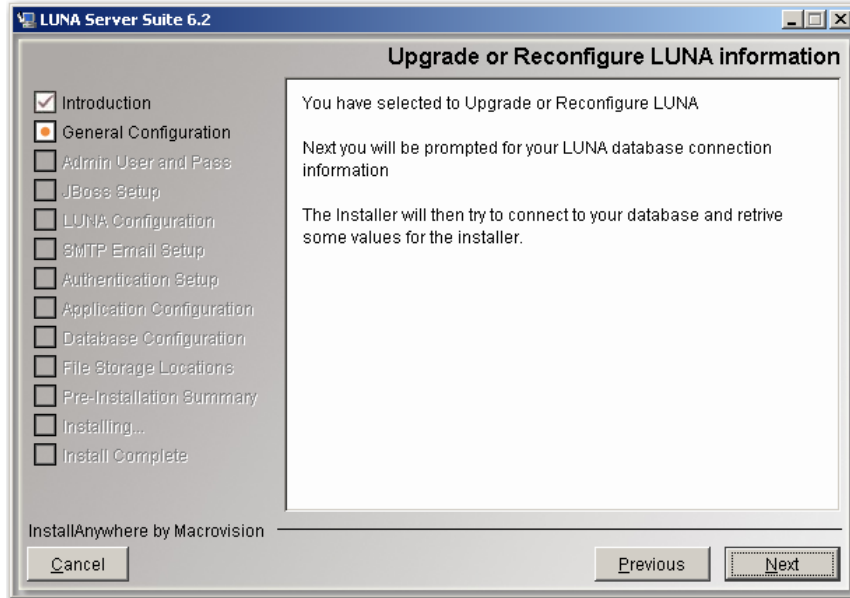 LUNA Server Suite 6.2
Upgrade or Reconfigure LUNA information
Introduction
General Configuration
Admin User and Pass
JBoss Setup
LUNA Configuration
SMTP Email Setup
Authentication Setup
Application Configuration
Database Configuration
File Storage Locations
Pre-Installation Summary
Installing...
Install Complete
You have selected to Upgrade or Reconfigure LUNA
Next you will be prompted for your LUNA database connection
information
The Installer will then try to connect to your database and retrive
some values for the installer.
InstallAnywhere by Macrovision
Cancel
Previous
Next